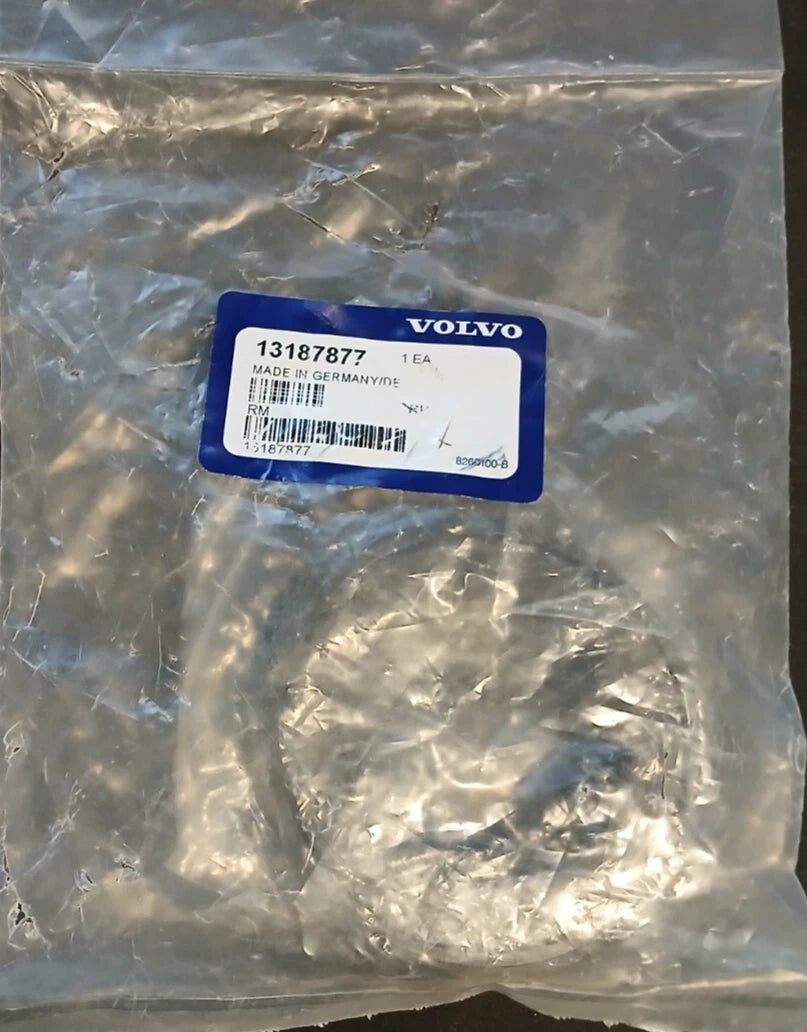 VOLVO
13187877 1 EA
MADE IN GERMANY/DE
RM
13187877
8260100-B